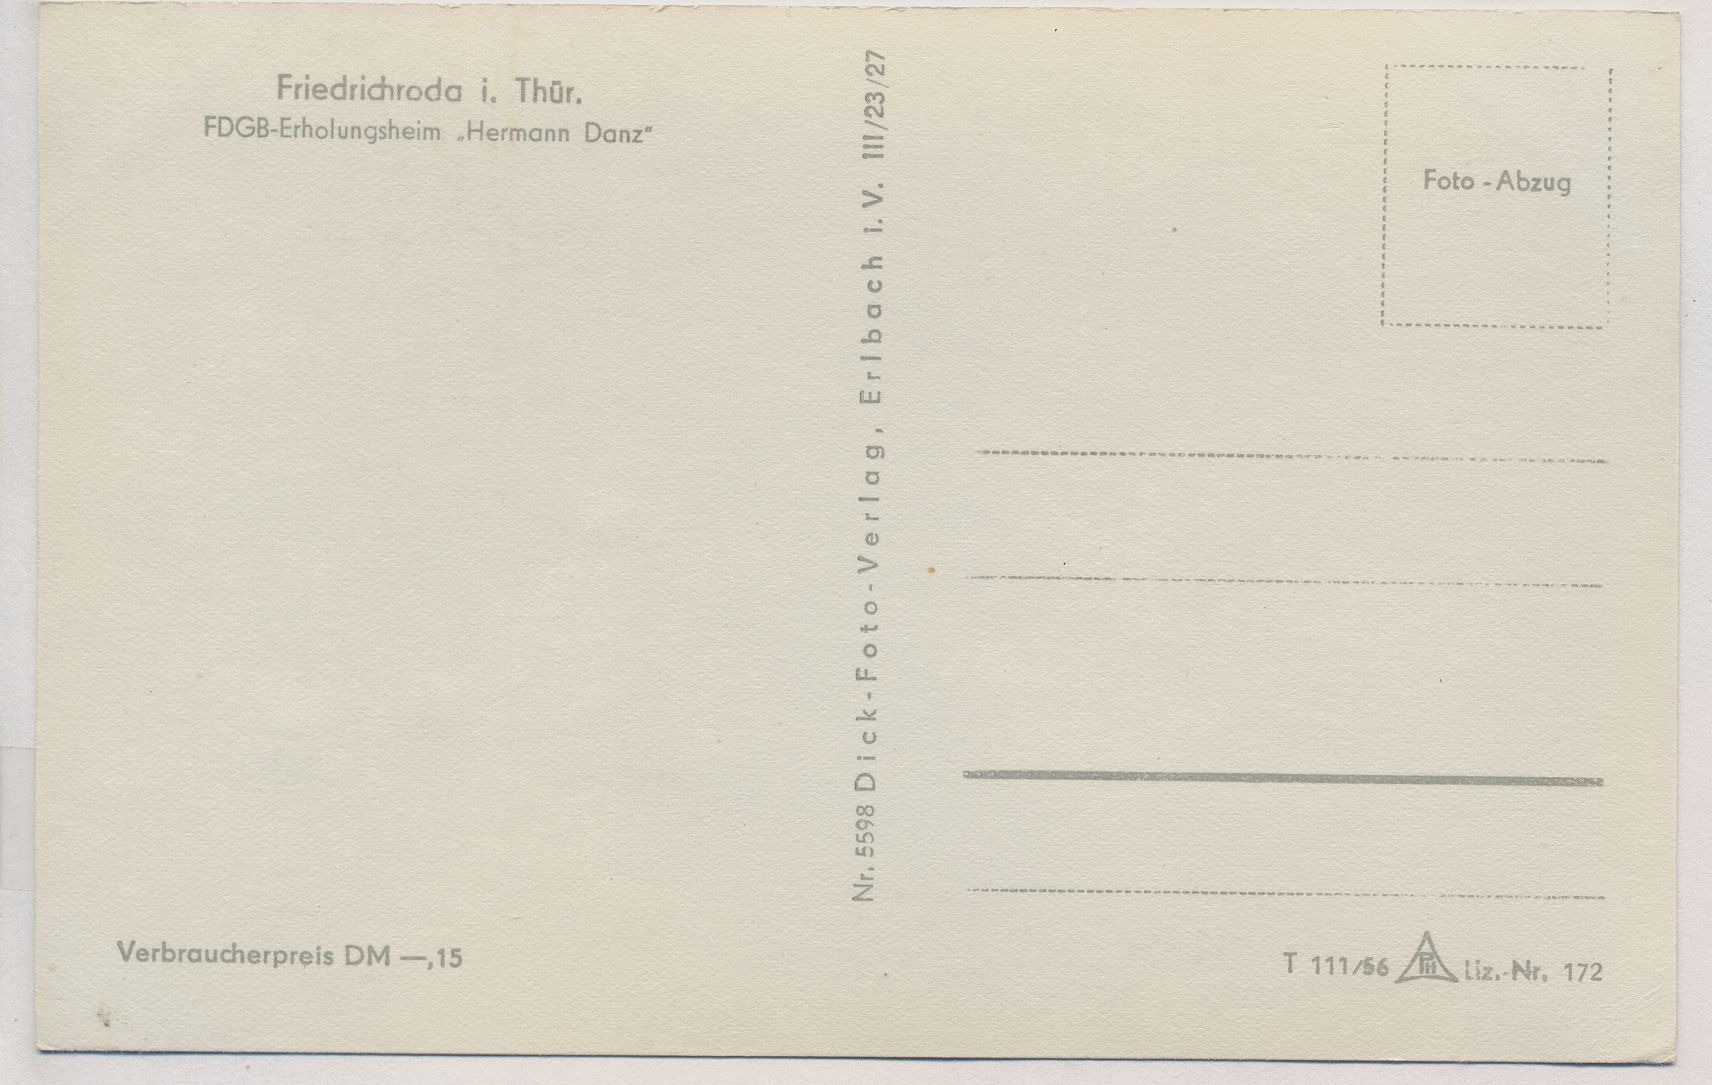 Friedrichroda i. Thür.
FDGB-Erholungsheim „Hermann Danz"
Verbraucherpreis DM —,15
Nr. 5598 Dick-Foto-Verlag, Erlbach i. V. III/23/27
Foto - Abzug
T 111/56 PH Liz.-Nr. 172